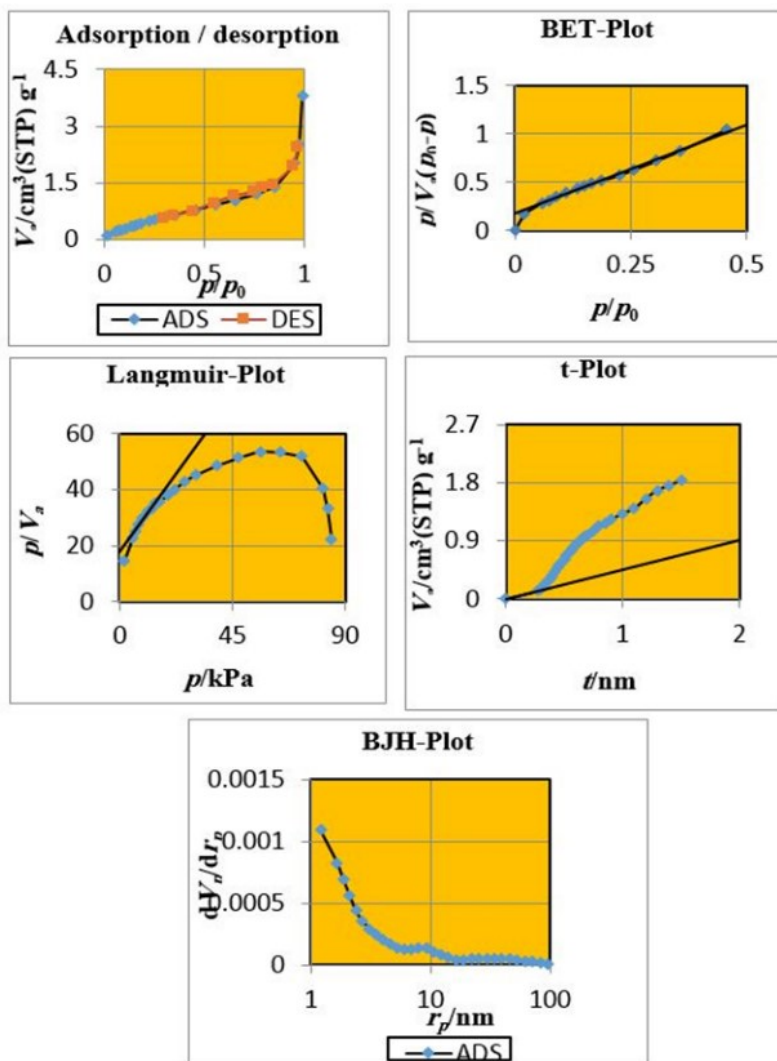 Adsorption / desorption
Vₐ/cm³(STP) g⁻¹
4.5
3
1.5
0
0
0.5
1
p/p₀
ADS
DES
BET-Plot
p/Vₐ(p₀-p)
1.5
1
0.5
0
0
0.25
0.5
p/p₀
Langmuir-Plot
p/Vₐ
60
40
20
0
0
45
90
p/kPa
t-Plot
Vₐ/cm³(STP) g⁻¹
2.7
1.8
0.9
0
0
1
2
t/nm
BJH-Plot
dVₙ/drₚ
0.0015
0.001
0.0005
0
1
10
100
rₚ/nm
ADS